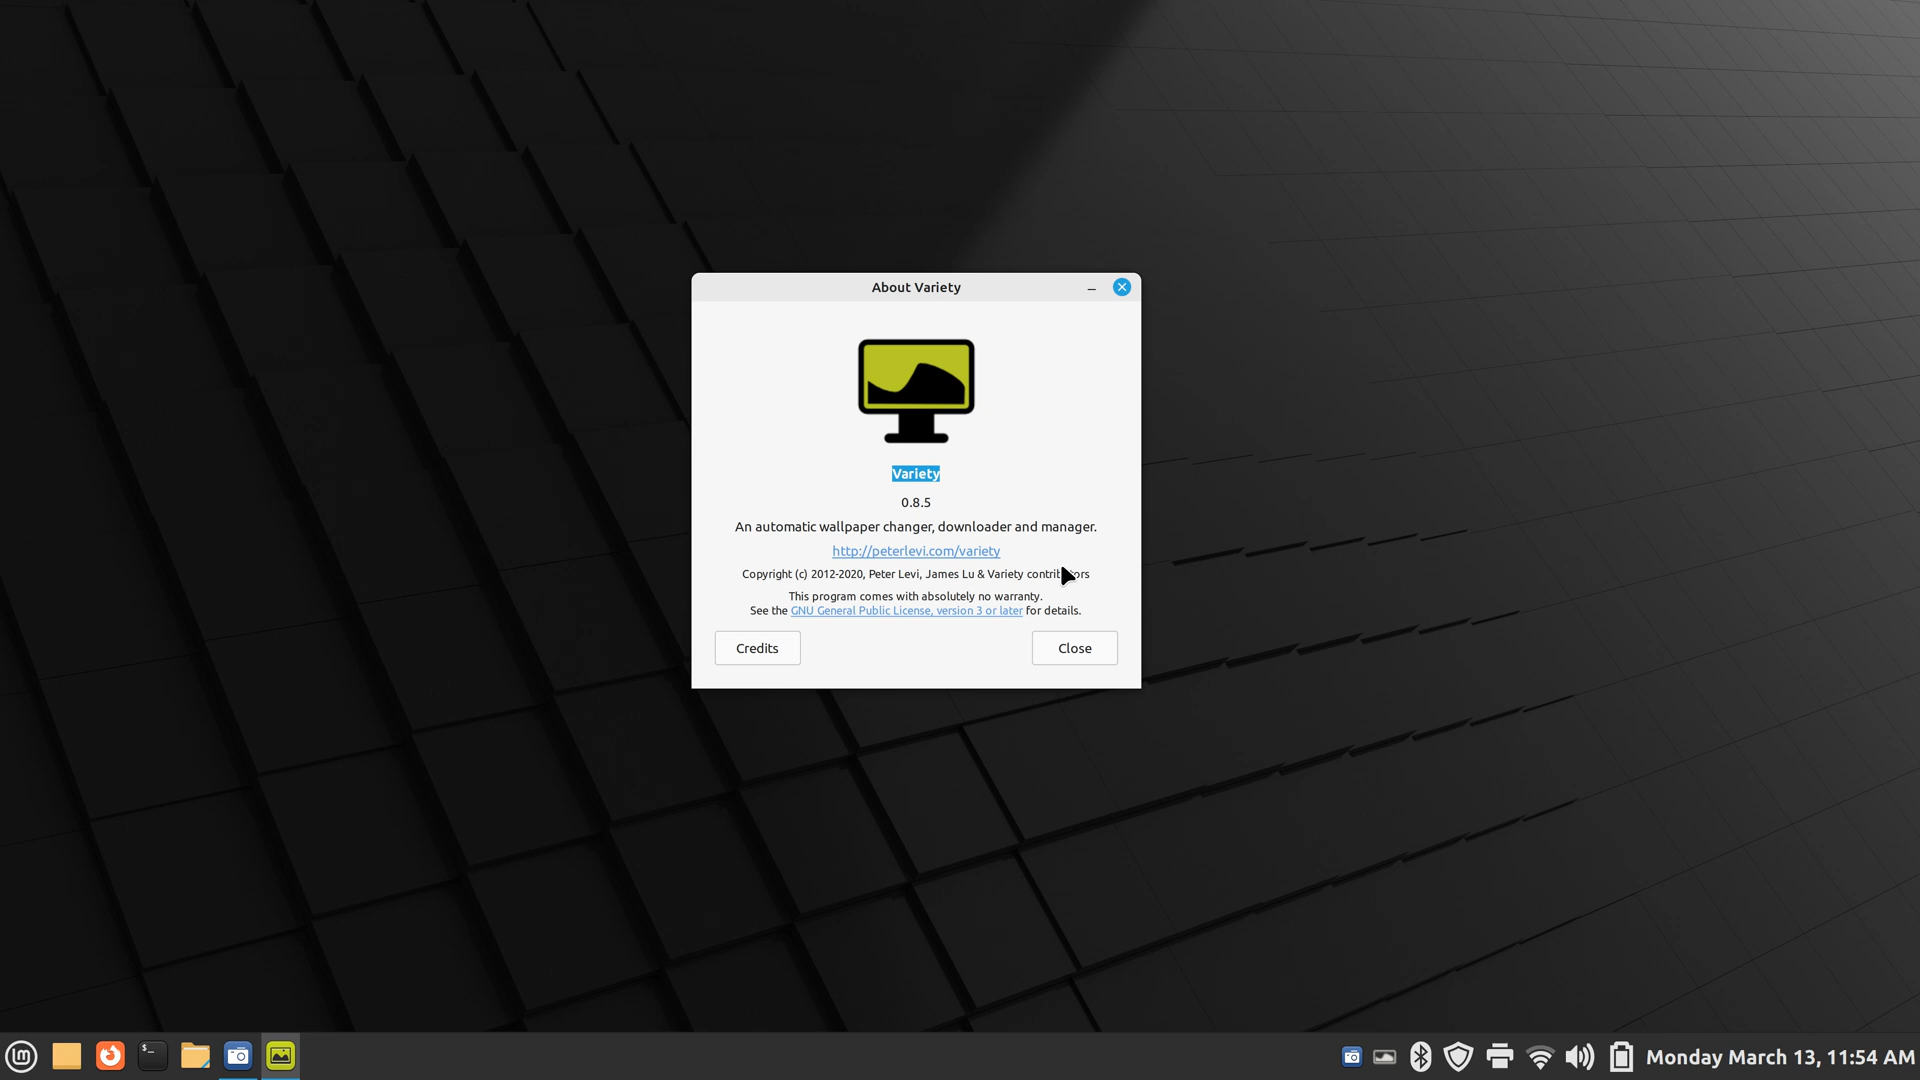 About Variety
Variety
0.8.5
An automatic wallpaper changer, downloader and manager.
http://peterlevi.com/variety
Copyright (c) 2012-2020, Peter Levi, James Lu & Variety contributors
This program comes with absolutely no warranty.
See the GNU General Public License, version 3 or later for details.
Credits
Close
lm
$_
Monday March 13, 11:54 AM